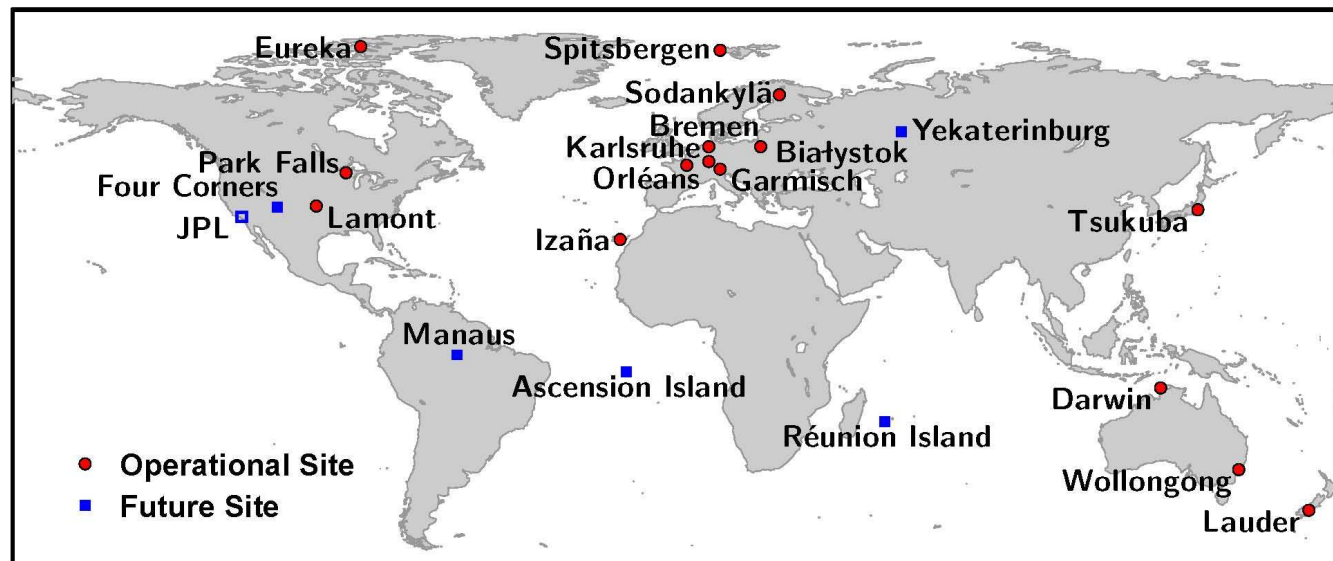 Eureka
Spitsbergen
Sodankylä
Bremen
Yekaterinburg
Karlsruhe
Białystok
Park Falls
Orléans
Garmisch
Four Corners
JPL
Lamont
Tsukuba
Izaña
Manaus
Ascension Island
Darwin
Réunion Island
Operational Site
Wollongong
Future Site
Lauder